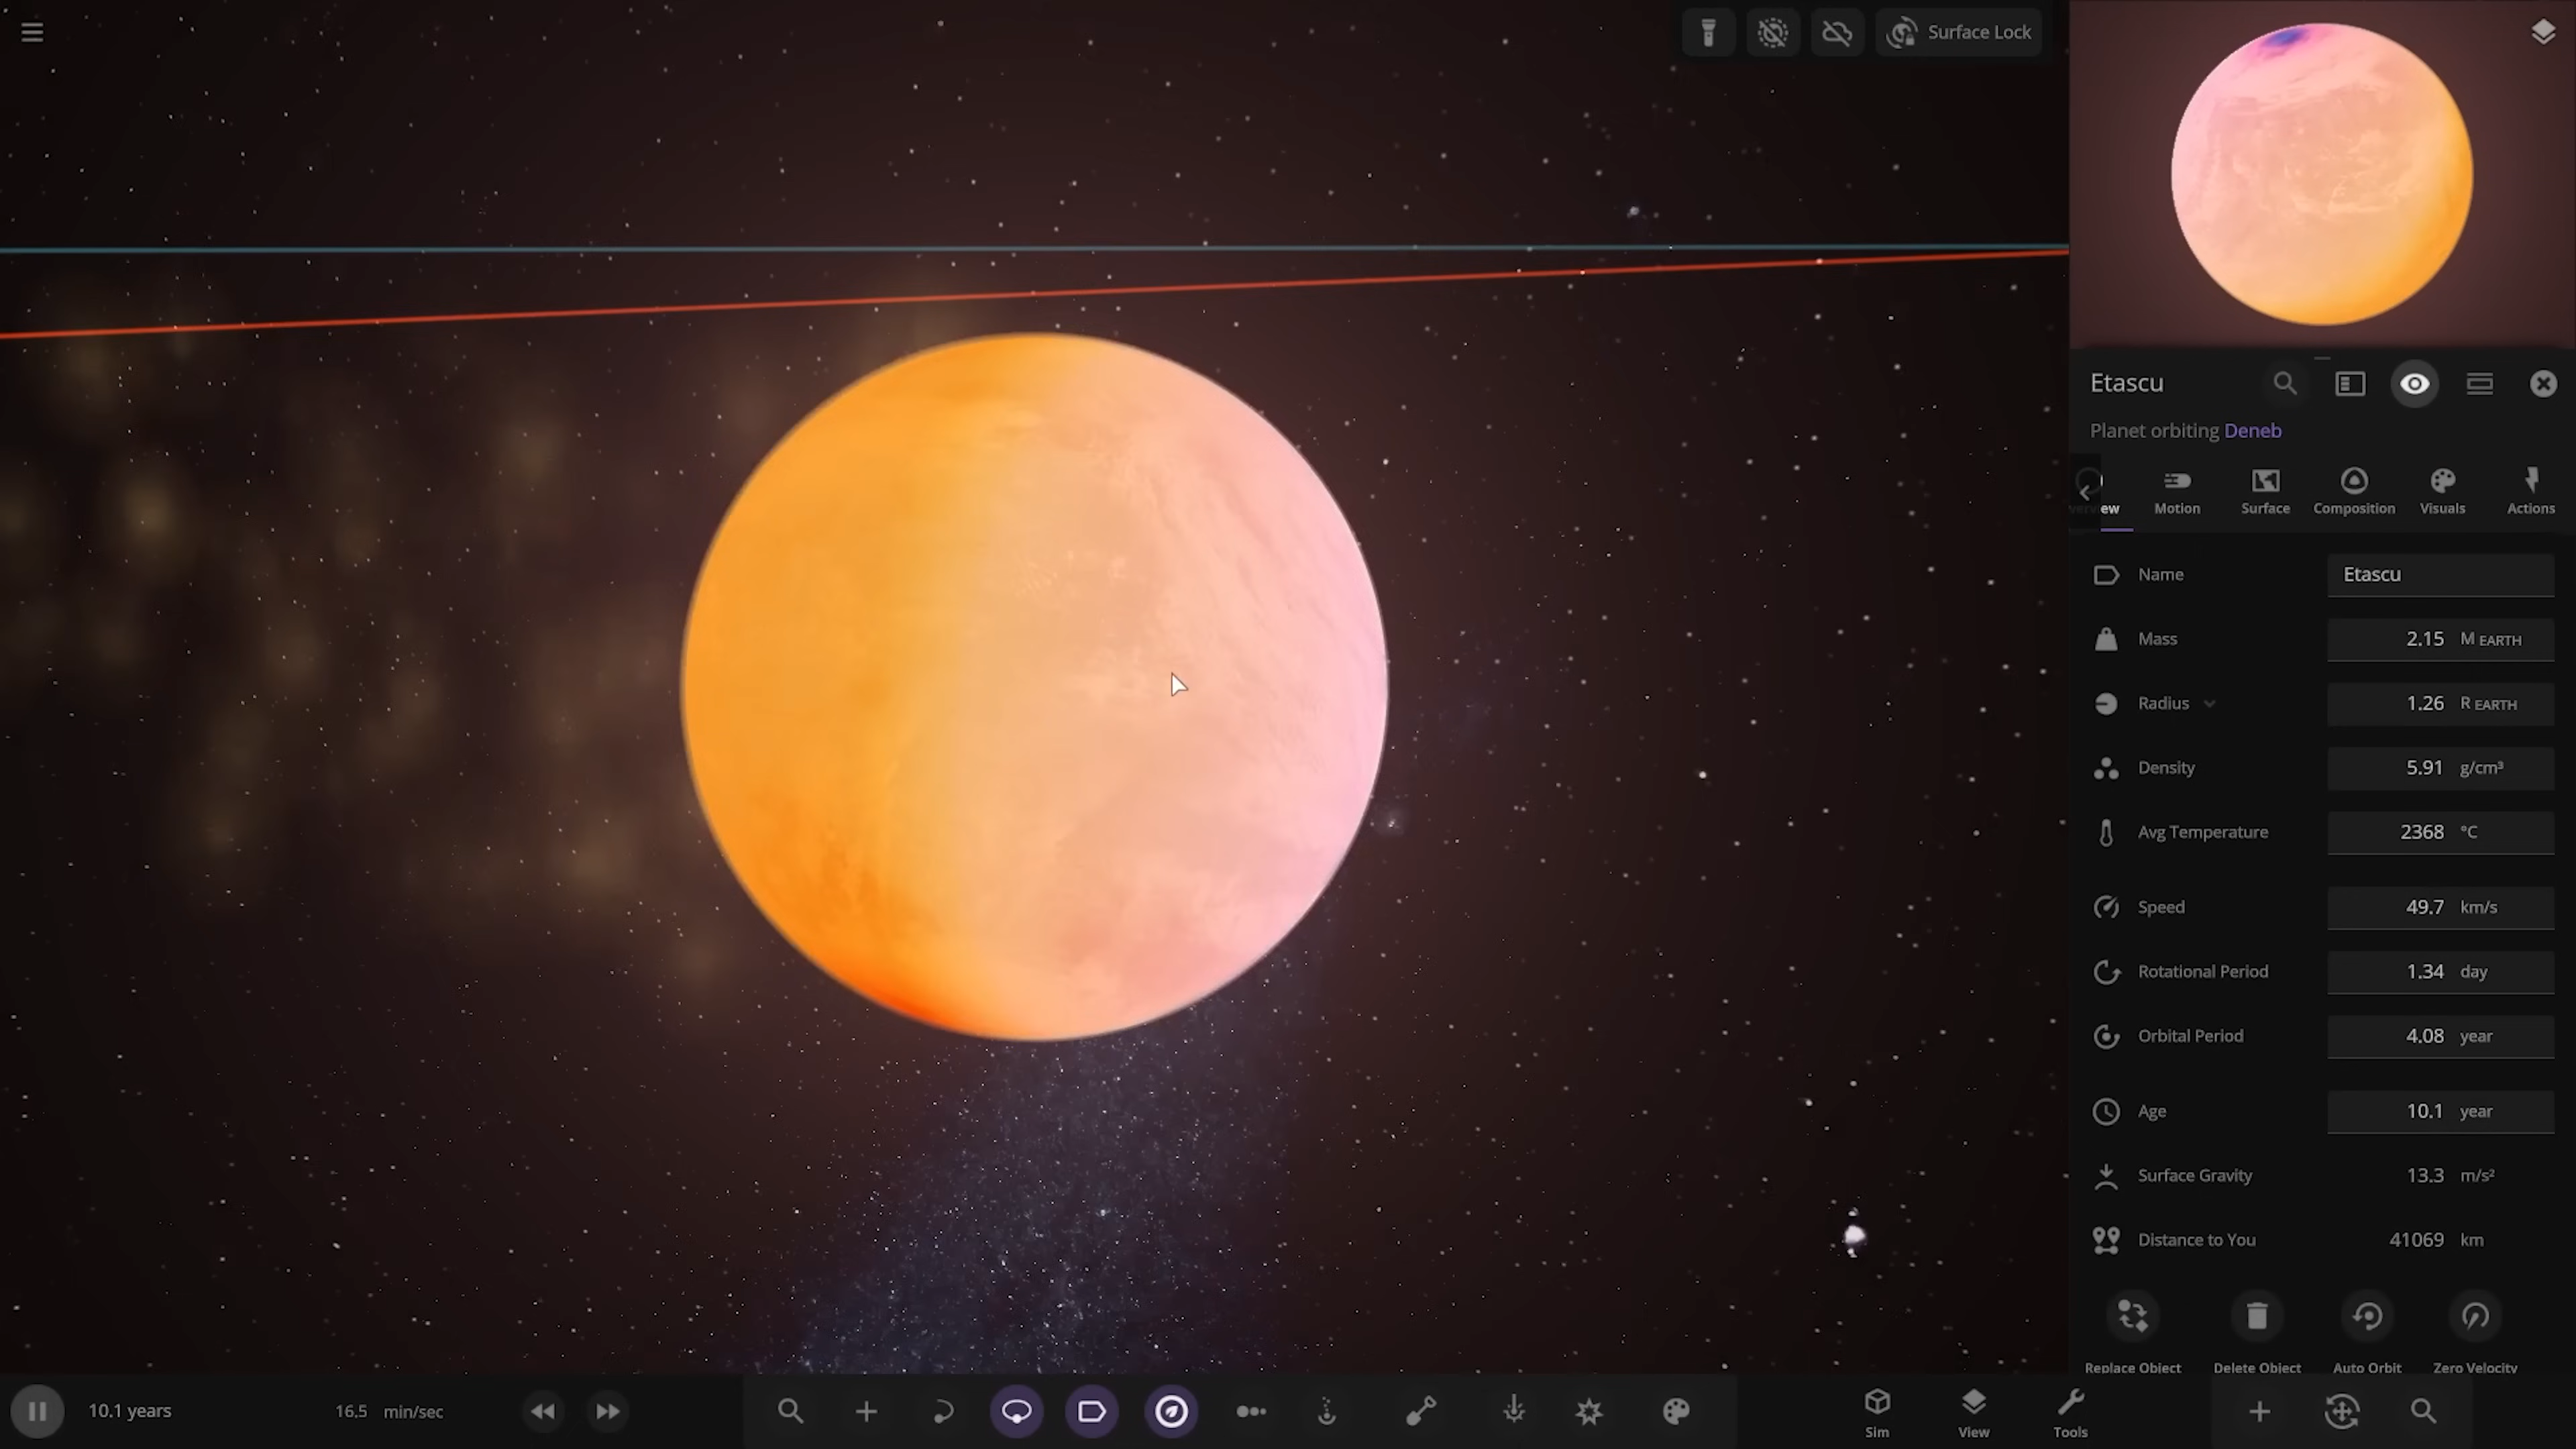 Surface Lock
Etascu
Planet orbiting Deneb
Motion
Surface
Composition
Visuals
Actions
Name Etascu
Mass 2.15 M EARTH
Radius 1.26 R EARTH
Density 5.91 g/cm³
Avg Temperature 2368 °C
Speed 49.7 km/s
Rotational Period 1.34 day
Orbital Period 4.08 year
Age 10.1 year
Surface Gravity 13.3 m/s²
Distance to You 41069 km
Replace Object Delete Object Auto Orbit Zero Velocity
10.1 years 16.5 min/sec
Sim View Tools